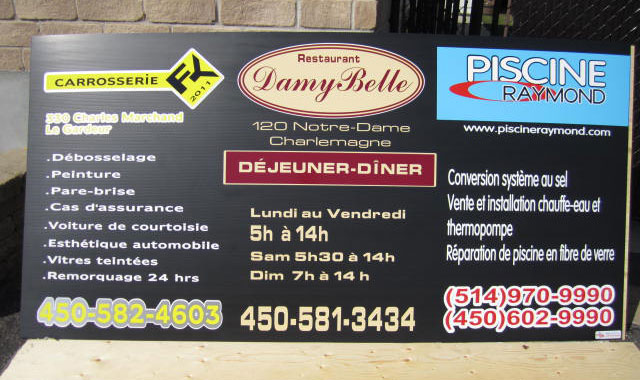 CARROSSERIE FX 2011
330 Charles Marchand
Le Gardeur
.Débosselage
.Peinture
.Pare-brise
.Cas d'assurance
.Voiture de courtoisie
.Esthétique automobile
.Vitres teintées
.Remorquage 24 hrs
450-582-4603
Restaurant
DamyBelle
120 Notre-Dame
Charlemagne
DÉJEUNER-DÎNER
Lundi au Vendredi
5h à 14h
Sam 5h30 à 14h
Dim 7h à 14h
450-581-3434
PISCINE
RAYMOND
www.piscineraymond.com
Conversion système au sel
Vente et installation chauffe-eau et
thermopompe
Réparation de piscine en fibre de verre
(514)970-9990
(450)602-9990